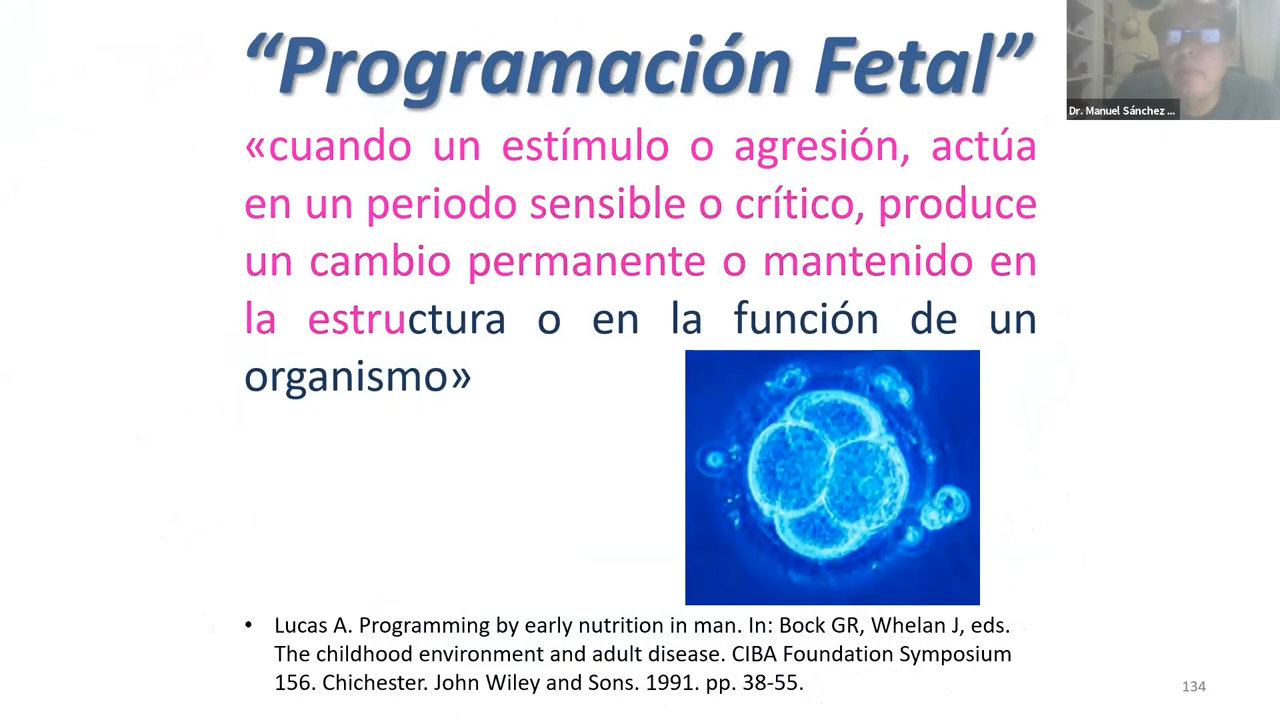 “Programación Fetal”
Dr. Manuel Sánchez ...
«cuando un estímulo o agresión, actúa
en un periodo sensible o crítico, produce
un cambio permanente o mantenido en
la estructura o en la función de un
organismo»
• Lucas A. Programming by early nutrition in man. In: Bock GR, Whelan J, eds.
The childhood environment and adult disease. CIBA Foundation Symposium
156. Chichester. John Wiley and Sons. 1991. pp. 38-55.
134